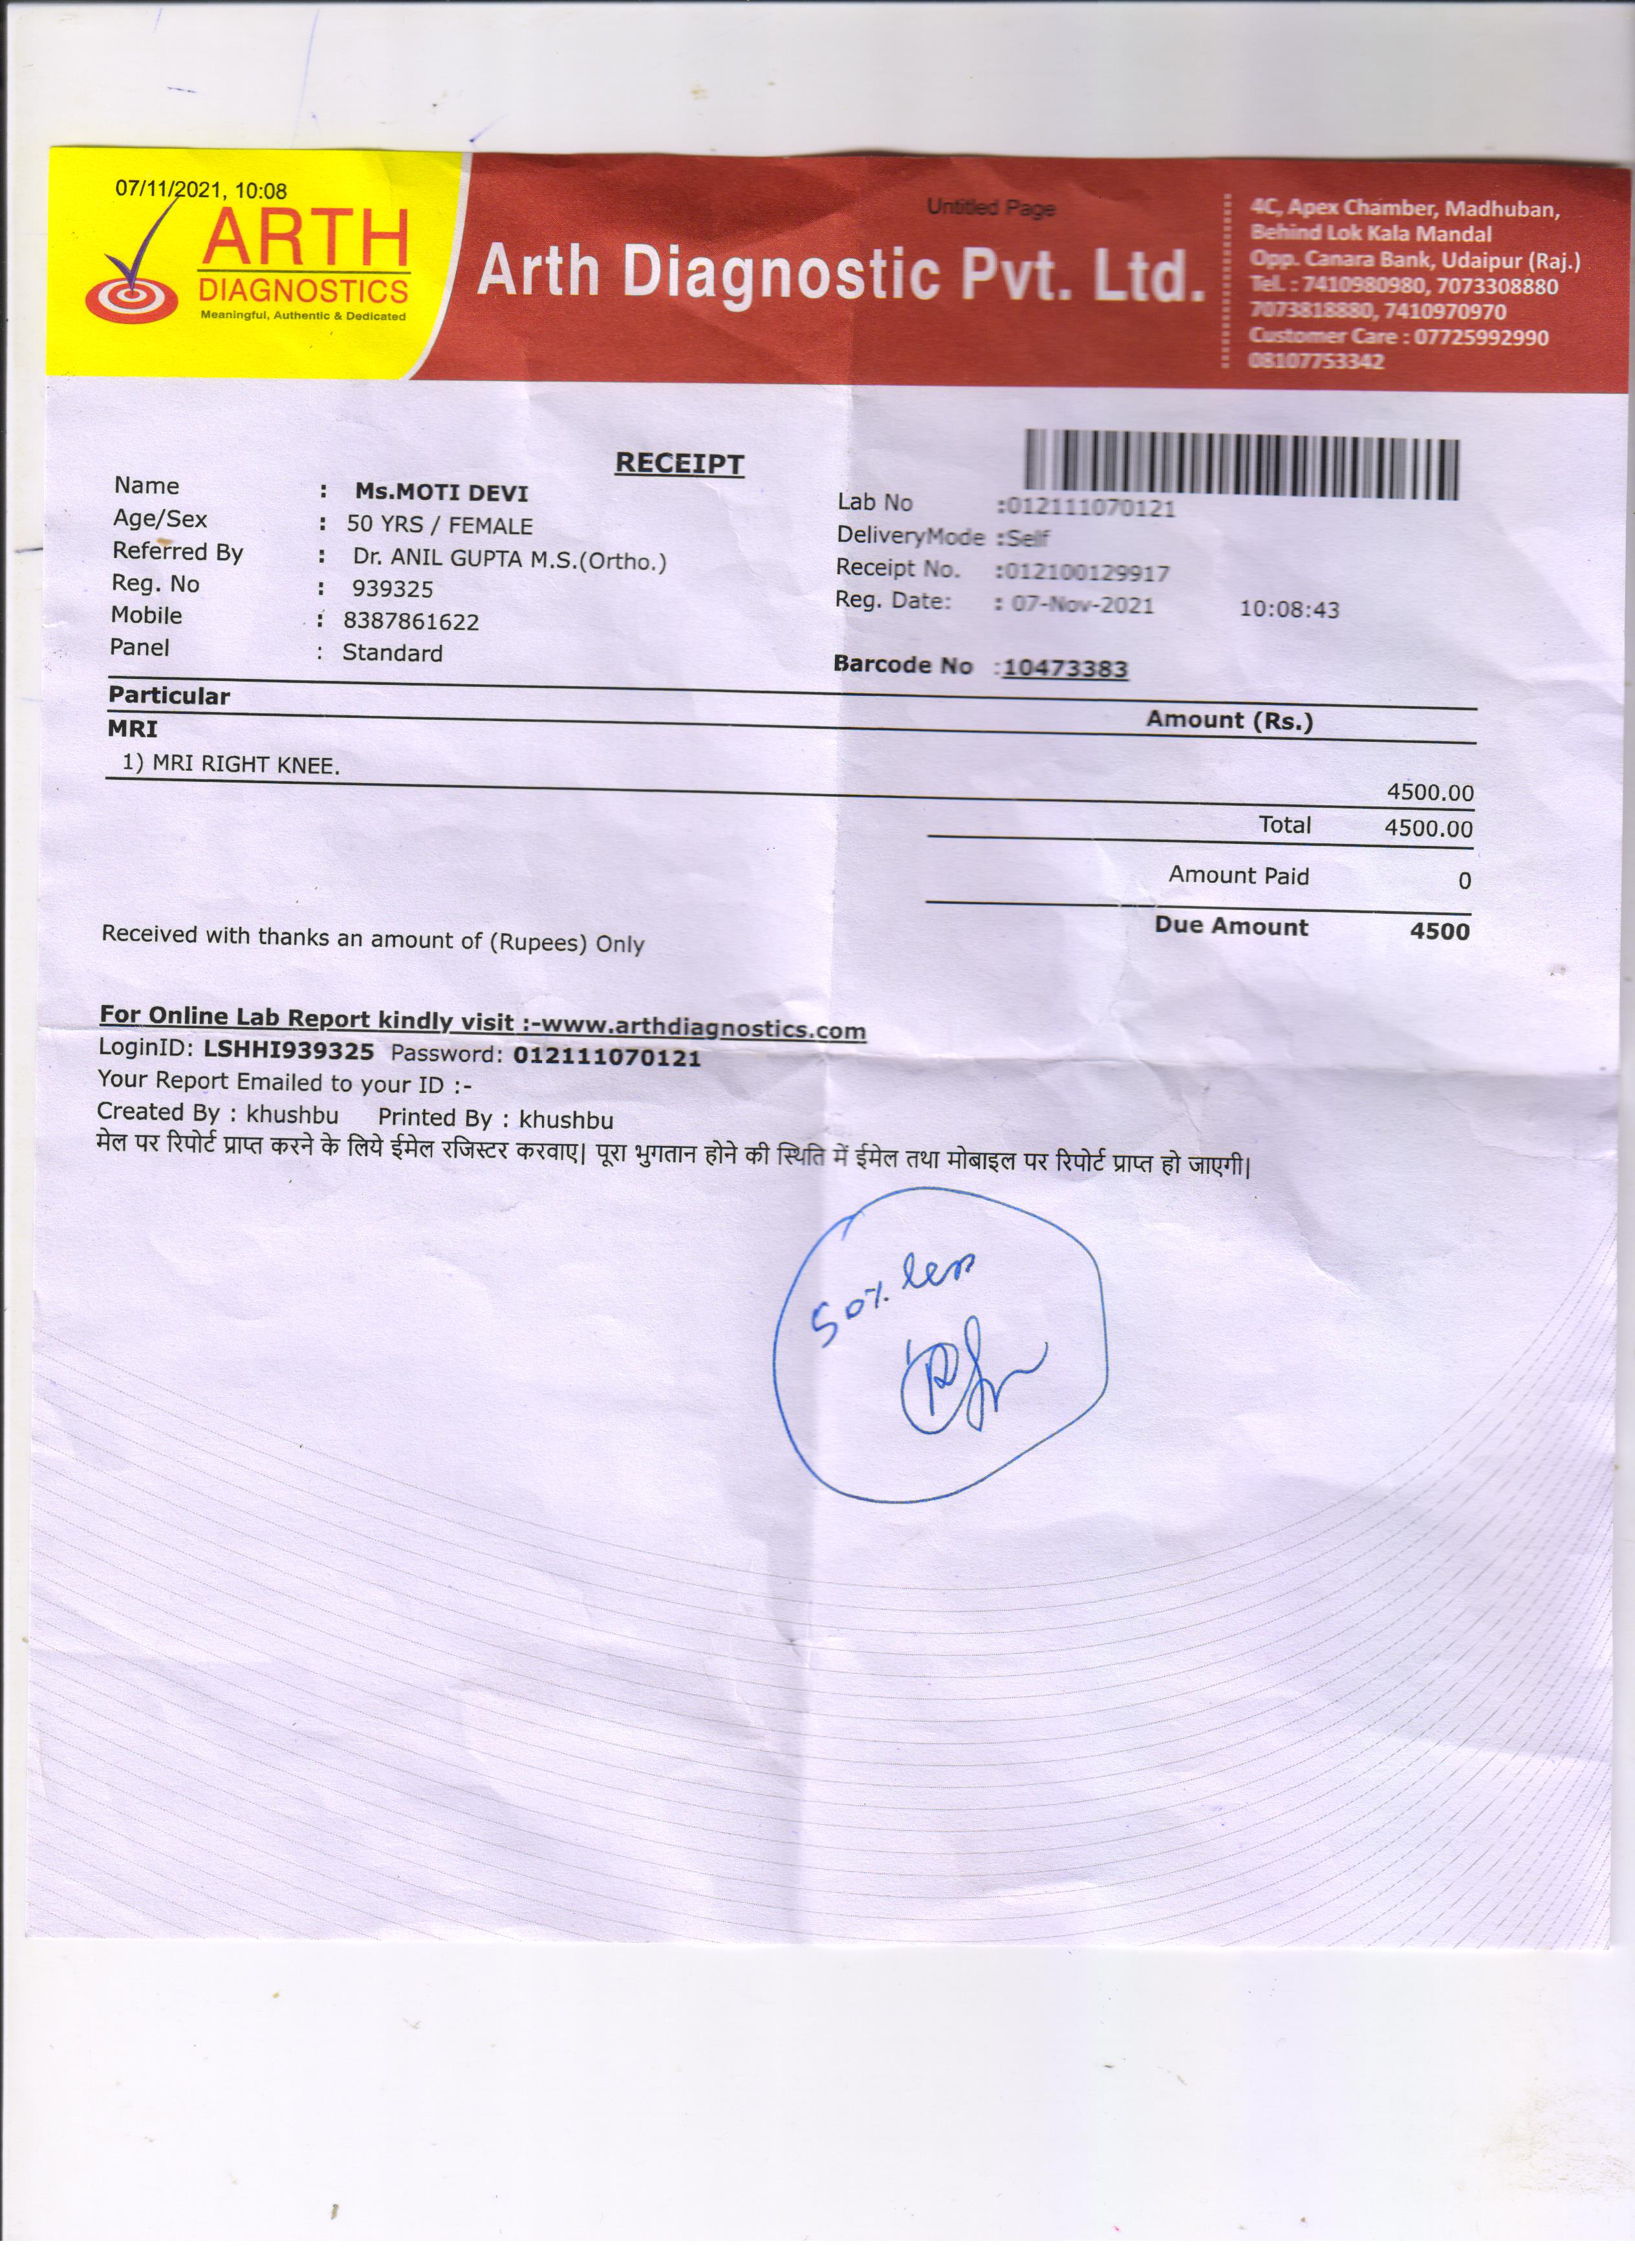 07/11/2021, 10:08
Untitled Page
ARTH
DIAGNOSTICS
Meaningful, Authentic & Dedicated
Arth Diagnostic Pvt. Ltd.
4C, Apex Chamber, Madhuban,
Behind Lok Kala Mandal
Opp. Canara Bank, Udaipur (Raj.)
Tel. : 7410980980, 7073308880
7073818880, 7410970970
Customer Care : 07725992990
08107753342
RECEIPT
Name : Ms.MOTI DEVI
Age/Sex : 50 YRS / FEMALE
Referred By : Dr. ANIL GUPTA M.S.(Ortho.)
Reg. No : 939325
Mobile : 8387861622
Panel : Standard
Lab No :012111070121
DeliveryMode :Self
Receipt No. :012100129917
Reg. Date: : 07-Nov-2021 10:08:43
Barcode No :10473383
Particular Amount (Rs.)
MRI
1) MRI RIGHT KNEE. 4500.00
Total 4500.00
Amount Paid 0
Due Amount 4500
Received with thanks an amount of (Rupees) Only
For Online Lab Report kindly visit :-www.arthdiagnostics.com
LoginID: LSHHI939325 Password: 012111070121
Your Report Emailed to your ID :-
Created By : khushbu Printed By : khushbu
मेल पर रिपोर्ट प्राप्त करने के लिये ईमेल रजिस्टर करवाए| पूरा भुगतान होने की स्थिति में ईमेल तथा मोबाइल पर रिपोर्ट प्राप्त हो जाएगी|
50% less